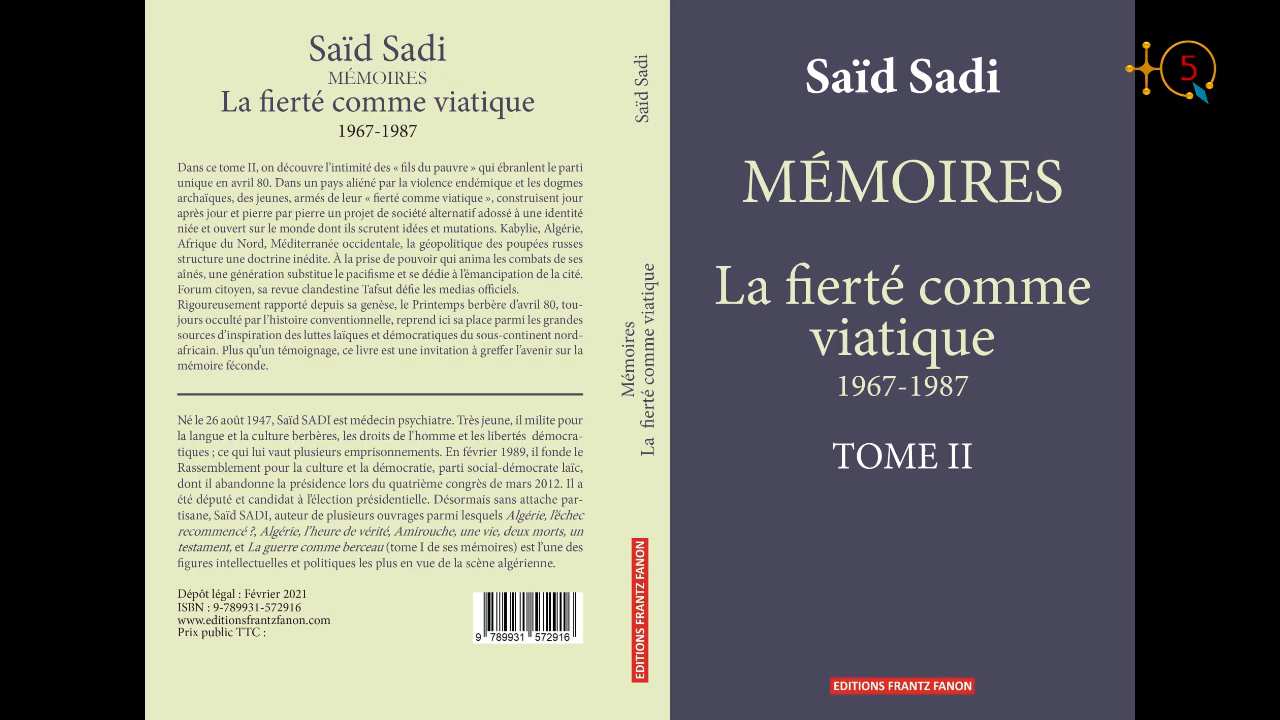 Saïd Sadi
MÉMOIRES
La fierté comme viatique
1967-1987
Dans ce tome II, on découvre l'intimité des « fils du pauvre » qui ébranlent le parti
unique en avril 80. Dans un pays aliéné par la violence endémique et les dogmes
archaïques, des jeunes, armés de leur « fierté comme viatique », construisent jour
après jour et pierre par pierre un projet de société alternatif adossé à une identité
niée et ouvert sur le monde dont ils scrutent idées et mutations. Kabylie, Algérie,
Afrique du Nord, Méditerranée occidentale, la géopolitique des poupées russes
structure une doctrine inédite. À la prise de pouvoir qui anima les combats de ses
aînés, une génération substitue le pacifisme et se dédie à l'émancipation de la cité.
Forum citoyen, sa revue clandestine Tafsut défie les medias officiels.
Rigoureusement rapporté depuis sa genèse, le Printemps berbère d'avril 80, tou-
jours occulté par l'histoire conventionnelle, reprend ici sa place parmi les grandes
sources d'inspiration des luttes laïques et démocratiques du sous-continent nord-
africain. Plus qu'un témoignage, ce livre est une invitation à greffer l'avenir sur la
mémoire féconde.
Né le 26 août 1947, Saïd SADI est médecin psychiatre. Très jeune, il milite pour
la langue et la culture berbères, les droits de l'homme et les libertés démocra-
tiques ; ce qui lui vaut plusieurs emprisonnements. En février 1989, il fonde le
Rassemblement pour la culture et la démocratie, parti social-démocrate laïc,
dont il abandonne la présidence lors du quatrième congrès de mars 2012. Il a
été député et candidat à l'élection présidentielle. Désormais sans attache par-
tisane, Saïd SADI, auteur de plusieurs ouvrages parmi lesquels Algérie, l'échec
recommencé ?, Algérie, l'heure de vérité, Amirouche, une vie, deux morts, un
testament, et La guerre comme berceau (tome I de ses mémoires) est l'une des
figures intellectuelles et politiques les plus en vue de la scène algérienne.
Dépôt légal : Février 2021
ISBN : 9-789931-572916
www.editionsfrantzfanon.com
Prix public TTC :
9 789931 572916
Saïd Sadi
Mémoires
La fierté comme viatique
EDITIONS FRANTZ FANON
Saïd Sadi
MÉMOIRES
La fierté comme
viatique
1967-1987
TOME II
EDITIONS FRANTZ FANON
5